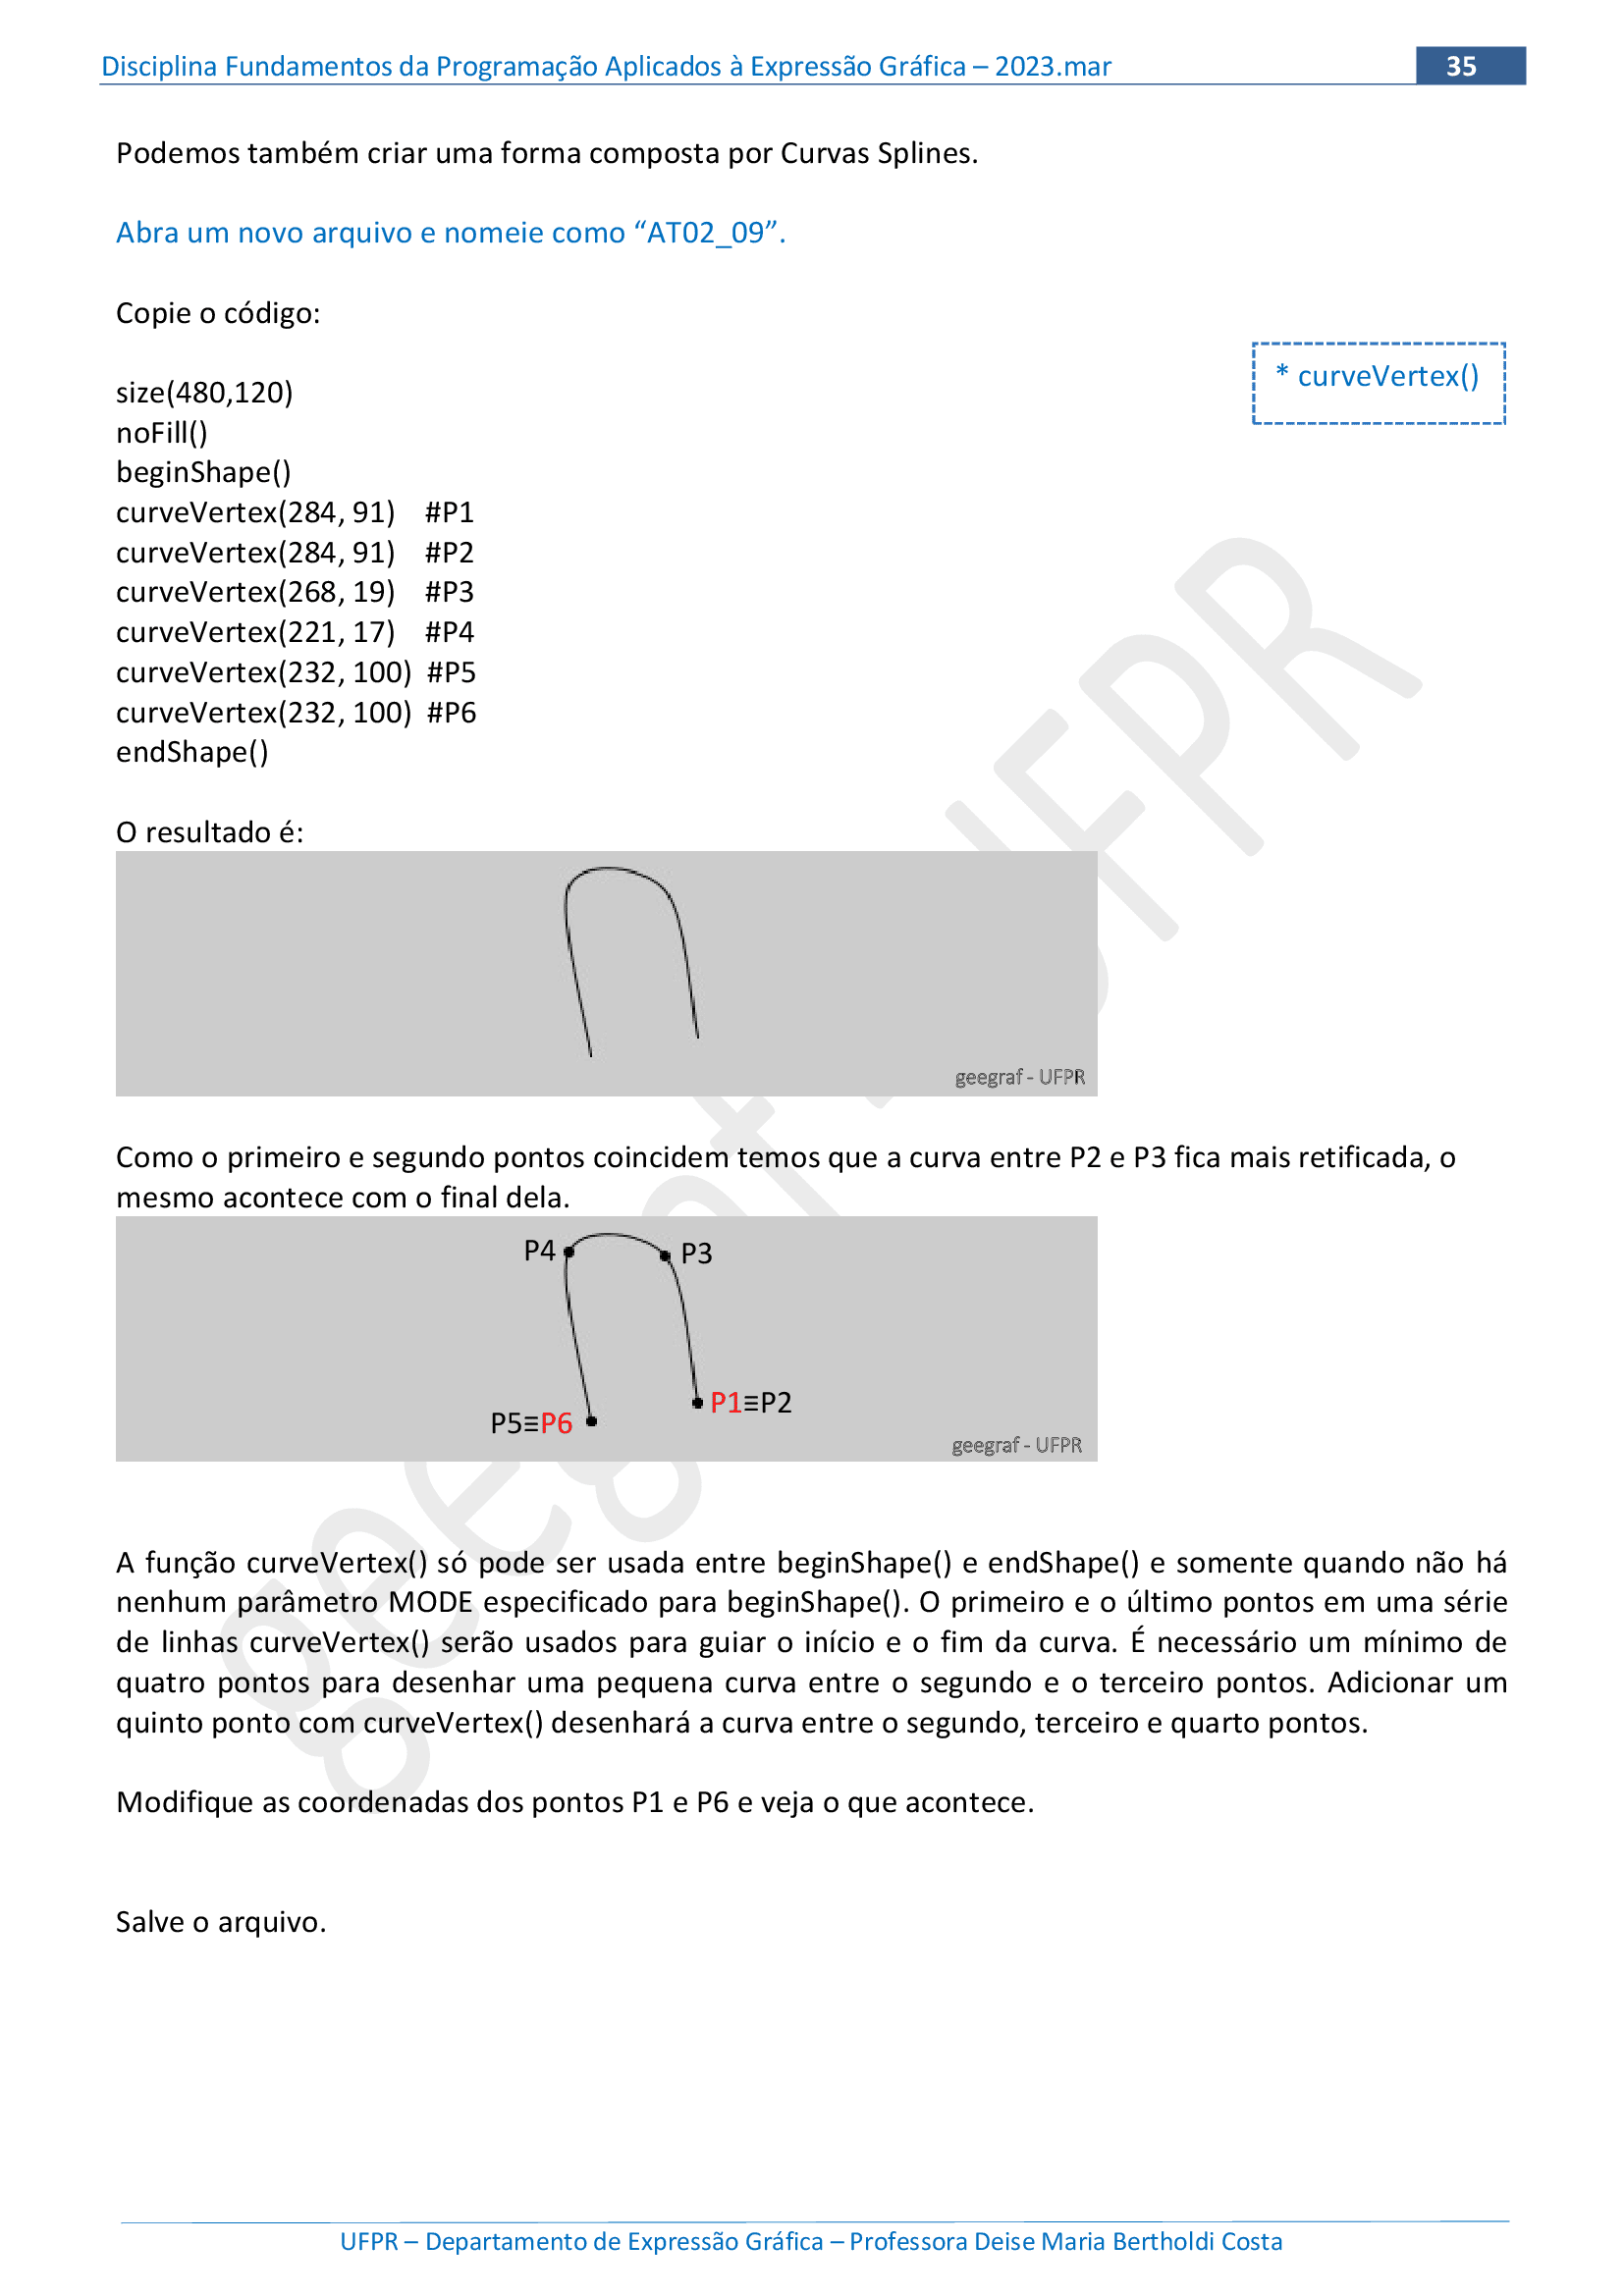 Disciplina Fundamentos da Programação Aplicados à Expressão Gráfica – 2023.mar 35
Podemos também criar uma forma composta por Curvas Splines.
Abra um novo arquivo e nomeie como “AT02_09”.
Copie o código:
* curveVertex()
size(480,120)
noFill()
beginShape()
curveVertex(284, 91) #P1
curveVertex(284, 91) #P2
curveVertex(268, 19) #P3
curveVertex(221, 17) #P4
curveVertex(232, 100) #P5
curveVertex(232, 100) #P6
endShape()
O resultado é:
geegraf - UFPR
Como o primeiro e segundo pontos coincidem temos que a curva entre P2 e P3 fica mais retificada, o
mesmo acontece com o final dela.
P4 P3
P1≡P2
P5≡P6
geegraf - UFPR
A função curveVertex() só pode ser usada entre beginShape() e endShape() e somente quando não há
nenhum parâmetro MODE especificado para beginShape(). O primeiro e o último pontos em uma série
de linhas curveVertex() serão usados para guiar o início e o fim da curva. É necessário um mínimo de
quatro pontos para desenhar uma pequena curva entre o segundo e o terceiro pontos. Adicionar um
quinto ponto com curveVertex() desenhará a curva entre o segundo, terceiro e quarto pontos.
Modifique as coordenadas dos pontos P1 e P6 e veja o que acontece.
Salve o arquivo.
geegraf - UFPR
UFPR – Departamento de Expressão Gráfica – Professora Deise Maria Bertholdi Costa